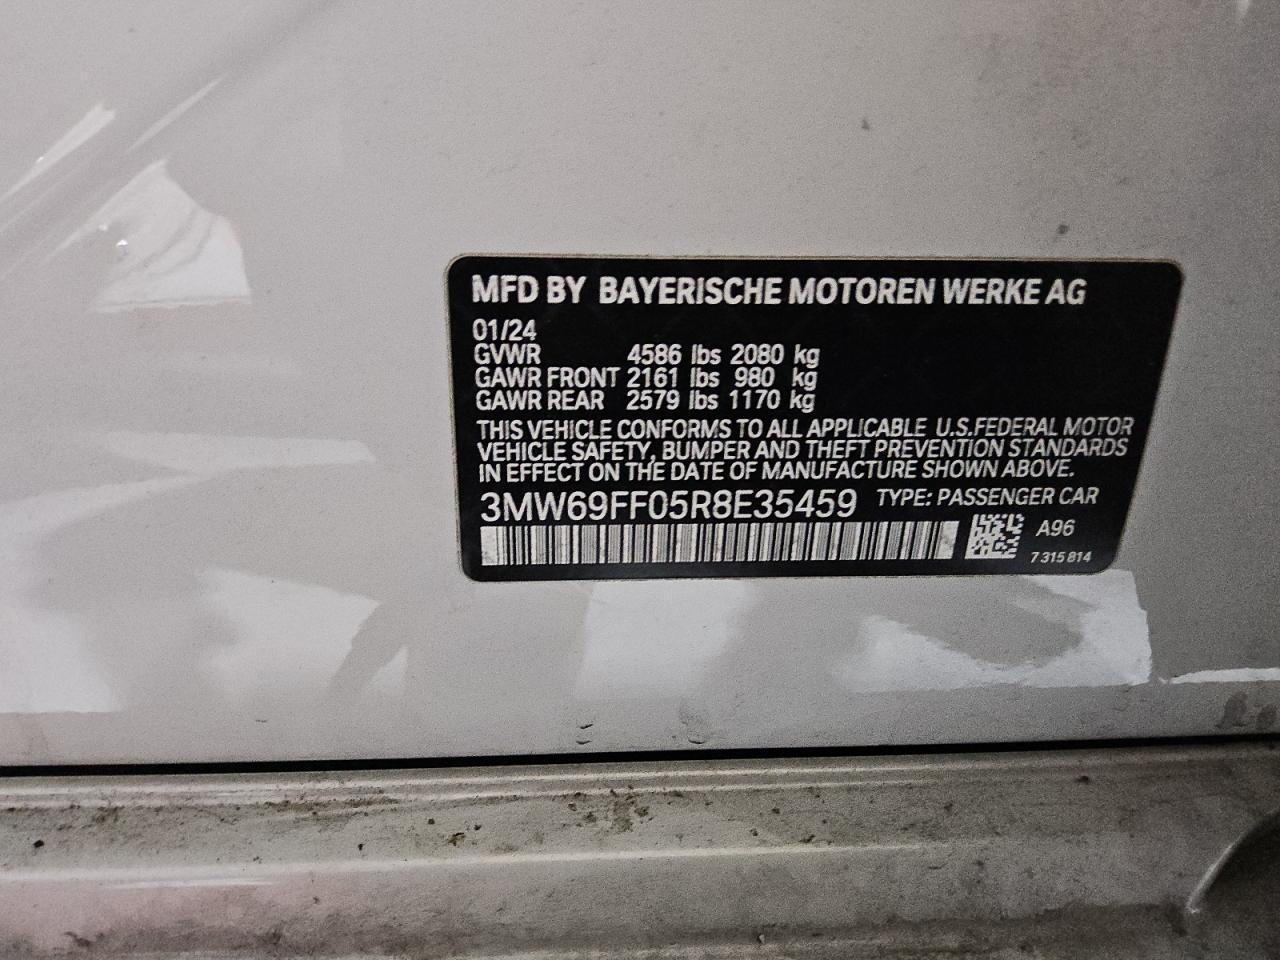 MFD BY BAYERISCHE MOTOREN WERKE AG
01/24
GVWR 4586 lbs 2080 kg
GAWR FRONT 2161 lbs 980 kg
GAWR REAR 2579 lbs 1170 kg
THIS VEHICLE CONFORMS TO ALL APPLICABLE U.S.FEDERAL MOTOR
VEHICLE SAFETY, BUMPER AND THEFT PREVENTION STANDARDS
IN EFFECT ON THE DATE OF MANUFACTURE SHOWN ABOVE.
3MW69FF05R8E35459 TYPE: PASSENGER CAR
A96
7 315 814